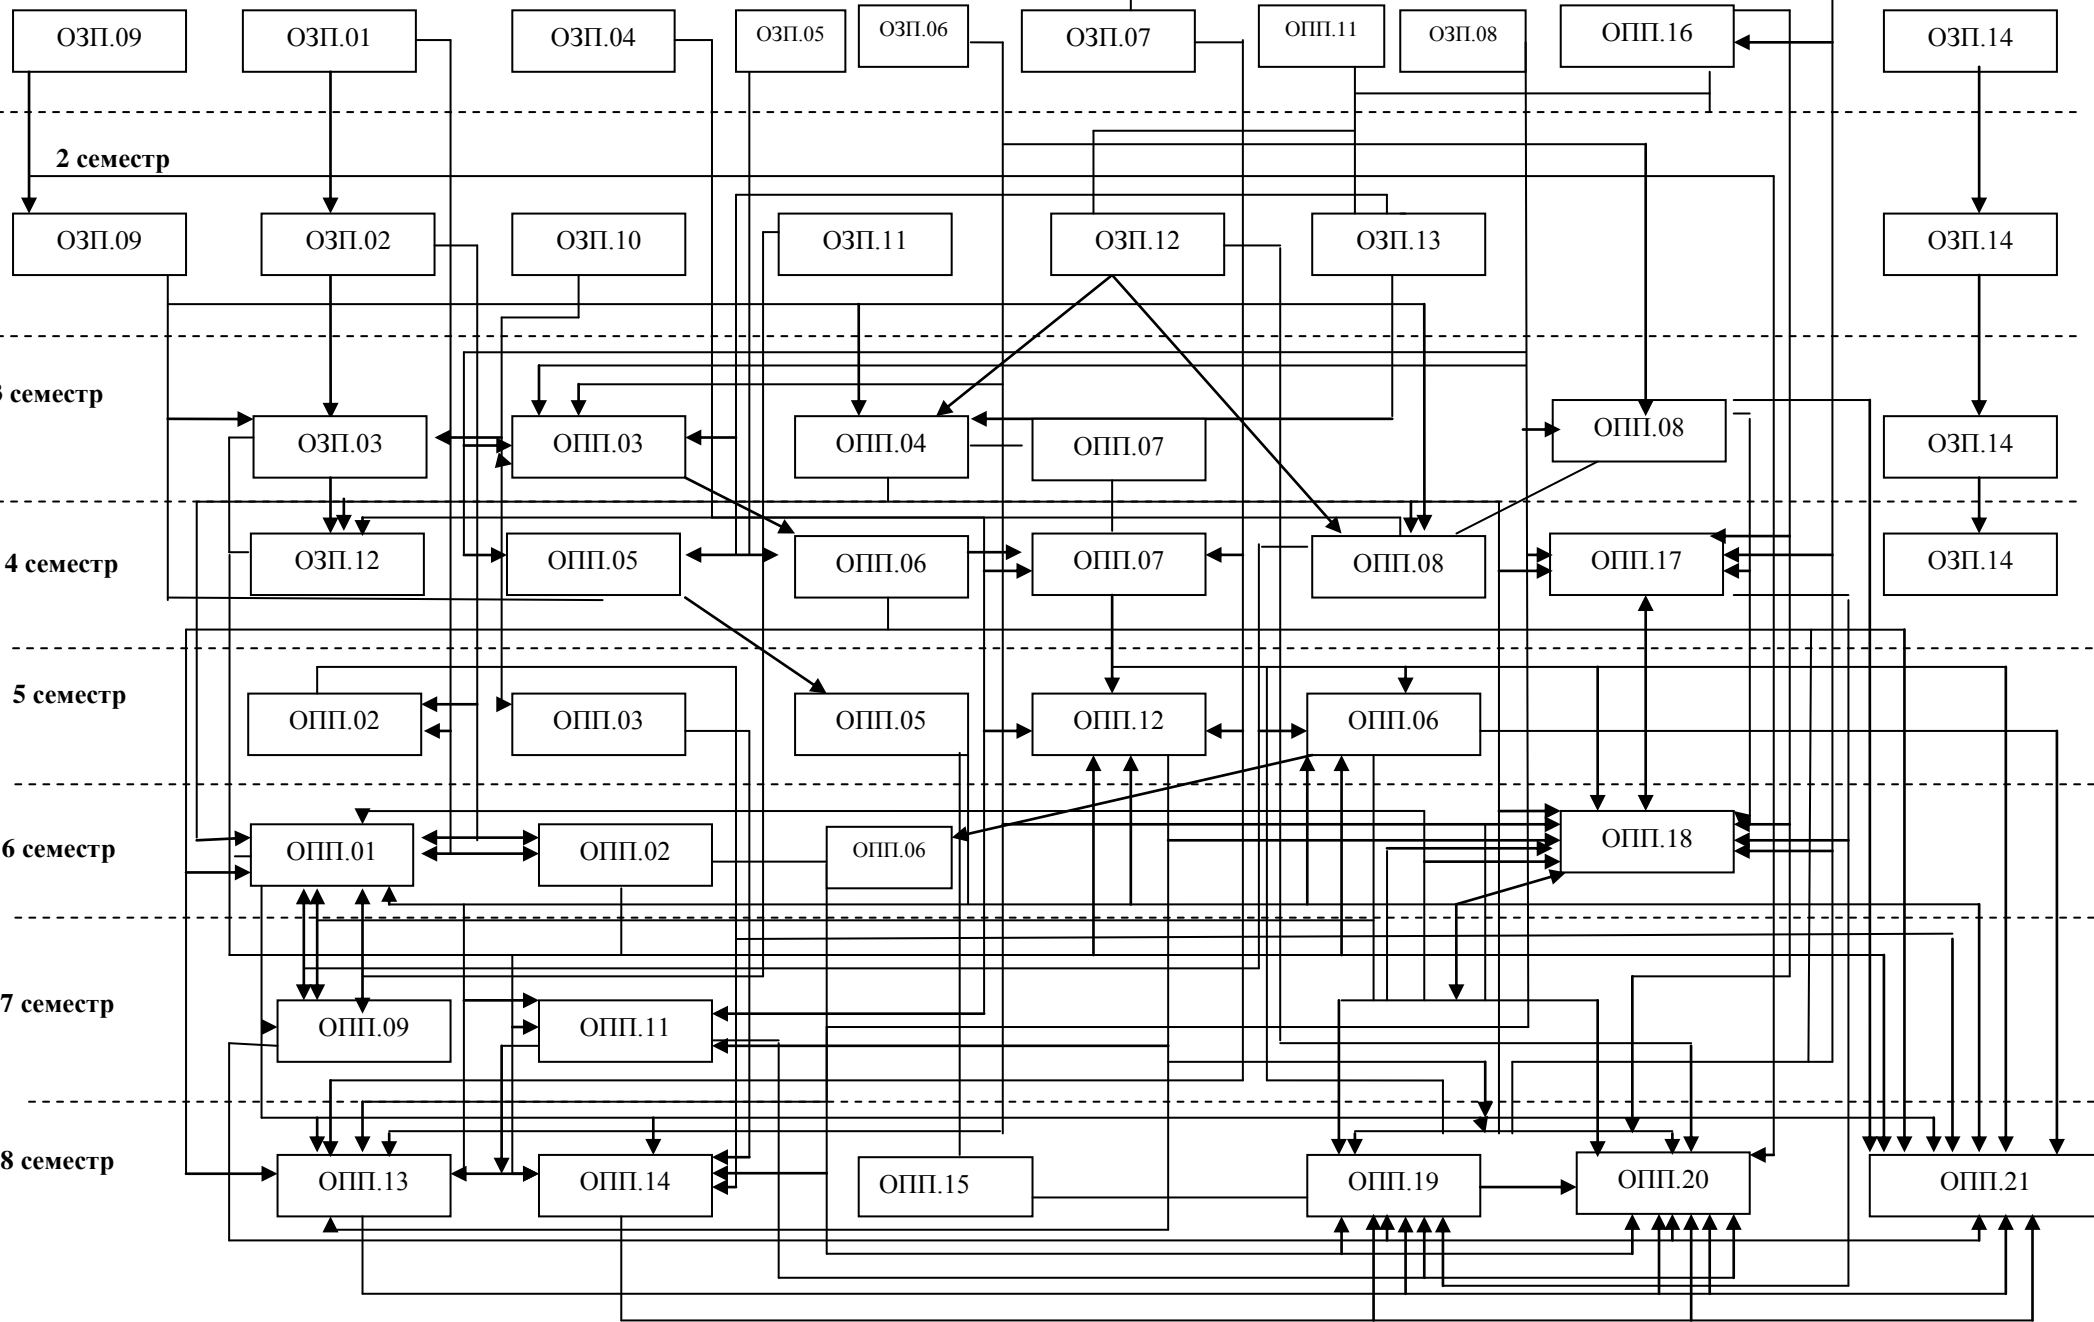 ОЗП.09 ОЗП.01 ОЗП.04 ОЗП.05 ОЗП.06 ОЗП.07 ОПП.11 ОЗП.08 ОПП.16 ОЗП.14
2 семестр
ОЗП.09 ОЗП.02 ОЗП.10 ОЗП.11 ОЗП.12 ОЗП.13 ОЗП.14
3 семестр
ОЗП.03 ОПП.03 ОПП.04 ОПП.07 ОПП.08 ОЗП.14
4 семестр
ОЗП.12 ОПП.05 ОПП.06 ОПП.07 ОПП.08 ОПП.17 ОЗП.14
5 семестр
ОПП.02 ОПП.03 ОПП.05 ОПП.12 ОПП.06
6 семестр
ОПП.01 ОПП.02 ОПП.06 ОПП.18
7 семестр
ОПП.09 ОПП.11
8 семестр
ОПП.13 ОПП.14 ОПП.15 ОПП.19 ОПП.20 ОПП.21